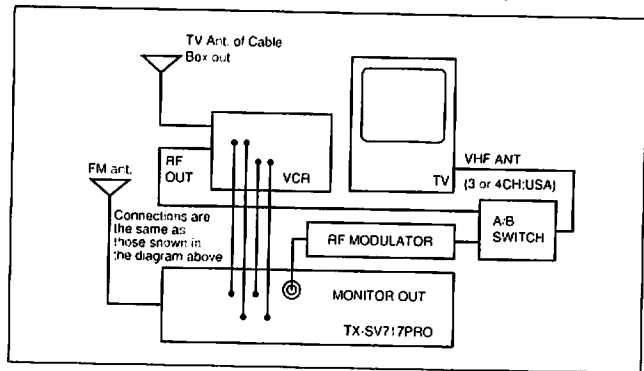 TV Ant. of Cable
Box out
FM ant.
RF
OUT
VCR
TV
VHF ANT
(3 or 4CH:USA)
A/B
SWITCH
Connections are
the same as
those shown in
the diagram above
RF MODULATOR
MONITOR OUT
TX-SV717PRO